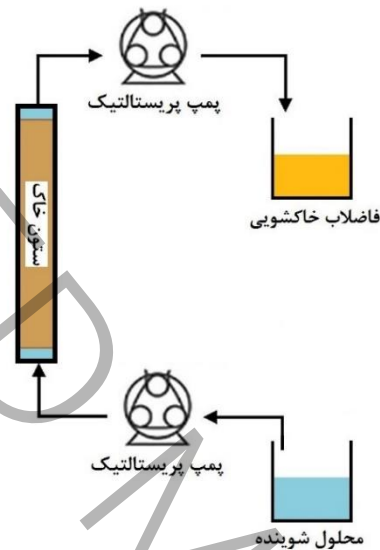 پمپ پریستالتیک
فاضلاب خاکشویی
ستون خاک
پمپ پریستالتیک
محلول شوینده